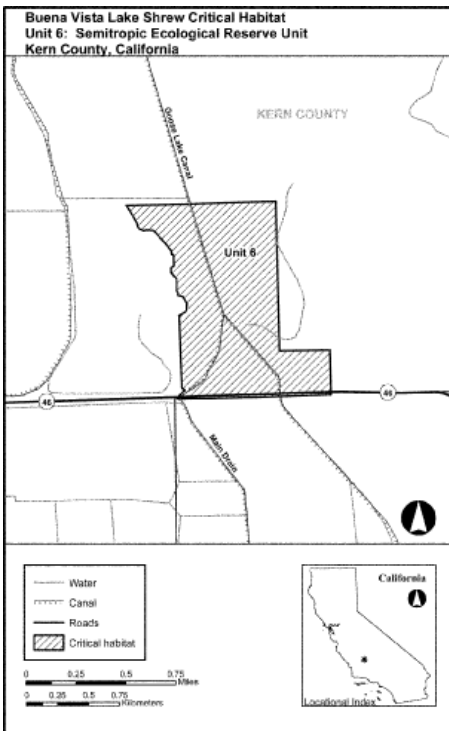 Buena Vista Lake Shrew Critical Habitat
Unit 6: Semitropic Ecological Reserve Unit
Kern County, California
KERN COUNTY
Goose Lake Canal
Unit 6
46
46
Main Drain
Water
Canal
Roads
Critical habitat
0 0.25 0.5 0.75
Miles
0 0.25 0.5 0.75
Kilometers
California
Locational Index